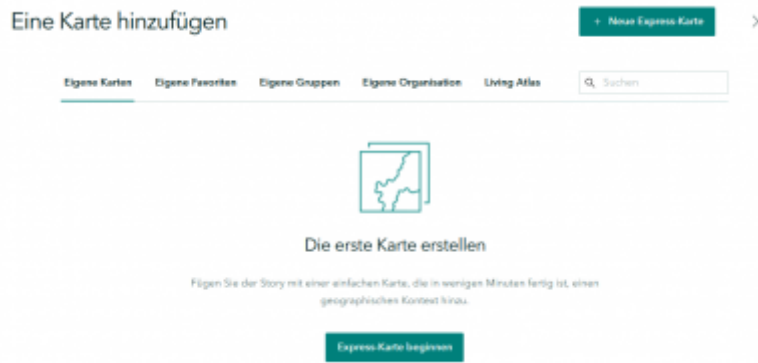 Eine Karte hinzufügen
+ Neue Express-Karte
Eigene Karten Eigene Favoriten Eigene Gruppen Eigene Organisation Living Atlas Suchen
Die erste Karte erstellen
Fügen Sie der Story mit einer einfachen Karte, die in wenigen Minuten fertig ist, einen
geographischen Kontext hinzu.
Express-Karte beginnen